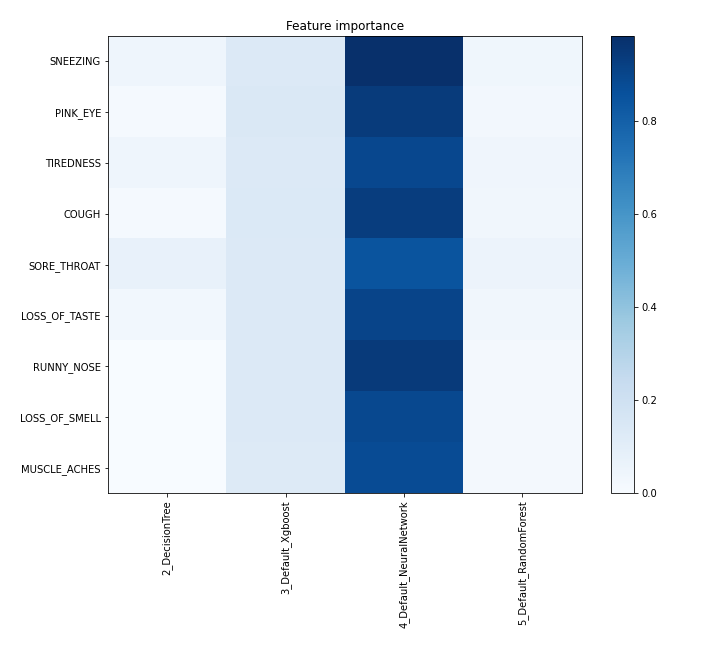 Feature importance
SNEEZING
PINK_EYE
TIREDNESS
COUGH
SORE_THROAT
LOSS_OF_TASTE
RUNNY_NOSE
LOSS_OF_SMELL
MUSCLE_ACHES
2_DecisionTree
3_Default_Xgboost
4_Default_NeuralNetwork
5_Default_RandomForest
0.8
0.6
0.4
0.2
0.0